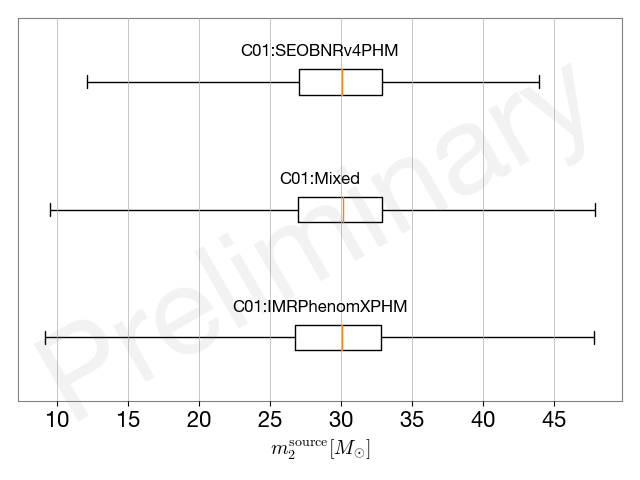 C01:SEOBNRv4PHM
C01:Mixed
C01:IMRPhenomXPHM
Preliminary
10 15 20 25 30 35 40 45
m₂^source[M⊙]